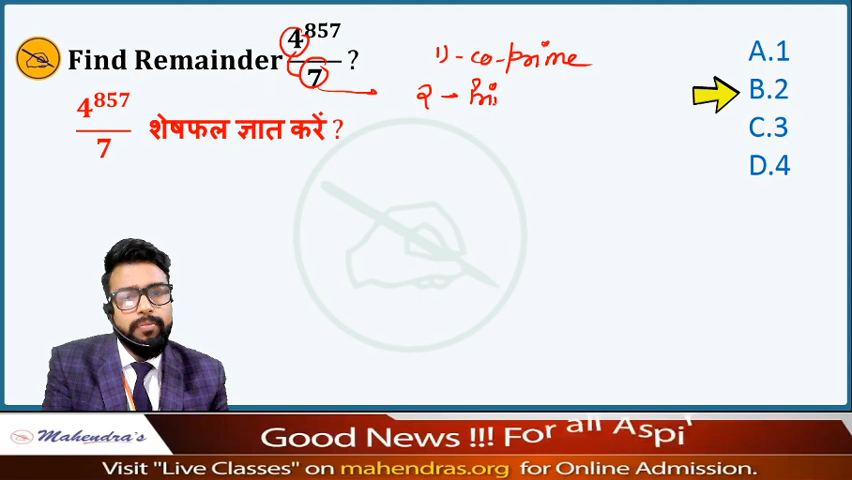 Find Remainder 4^857/7 ?
1) - co-prime
2 -
4^857/7 शेषफल ज्ञात करें ?
A.1
B.2
C.3
D.4
Mahendra's
Good News !!! For all Aspi
Visit "Live Classes" on mahendras.org for Online Admission.